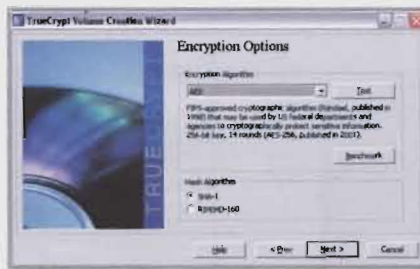 TrueCrypt Volume Creation Wizard
TRUECRYPT
Encryption Options
Encryption Algorithm
AES
Test
FIPS-approved cryptographic algorithm (Rijndael, published in
1998) that may be used by US federal departments and
agencies to cryptographically protect sensitive information.
256-bit key, 14 rounds (AES-256, published in 2001).
Benchmark
Hash Algorithm
SHA-1
RIPEMD-160
Help
< Prev
Next >
Cancel